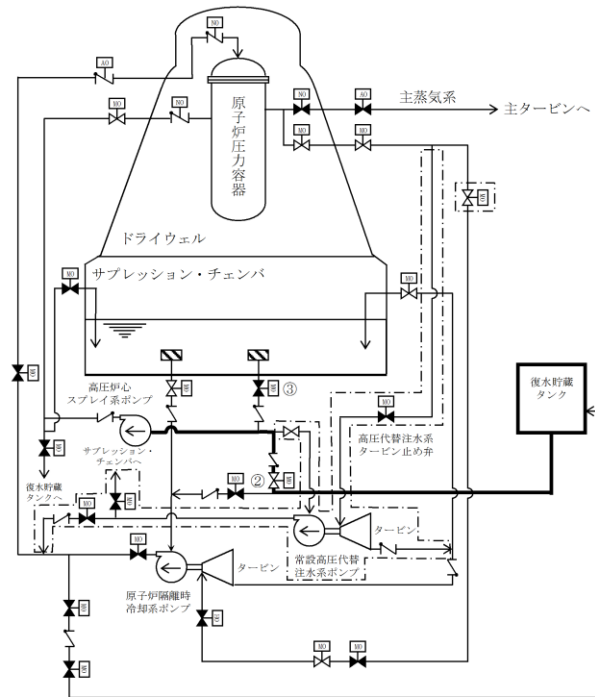 NO
AO
NO
MO
NO
AO
主蒸気系
主タービンへ
原子炉圧力容器
MO
MO
MO
ドライウェル
サプレッション・チェンバ
MO
MO
高圧炉心
スプレイ系ポンプ
MO
MO
③
復水貯蔵
タンク
MO
MO
高圧代替注水系
タービン止め弁
サプレッション・
チェンバへ
MO
復水貯蔵
タンクへ
②
MO
MO
MO
MO
タービン
MO
タービン
常設高圧代替
注水系ポンプ
原子炉隔離時
冷却系ポンプ
MO
MO
MO
MO
MO